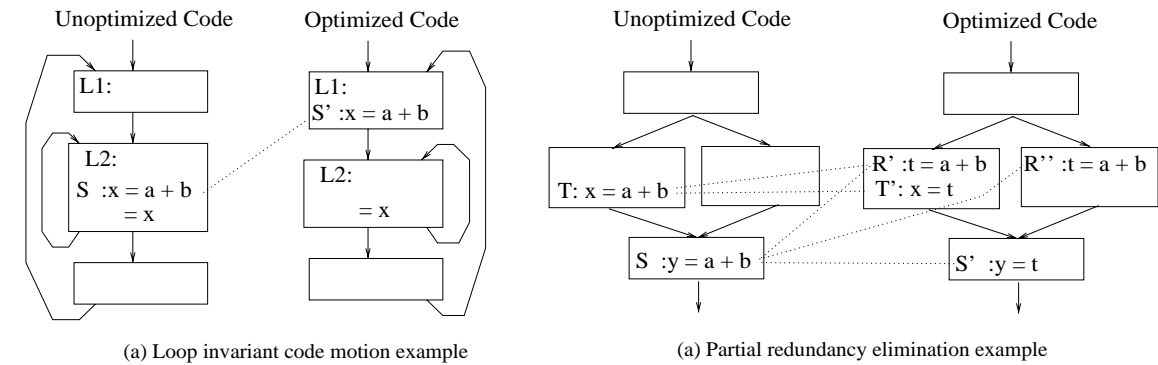 Unoptimized Code
Optimized Code
L1:
L1:
S' :x = a + b
L2:
S :x = a + b
= x
L2:
= x
(a) Loop invariant code motion example
Unoptimized Code
Optimized Code
T: x = a + b
R' :t = a + b
T': x = t
R'' :t = a + b
S :y = a + b
S' :y = t
(a) Partial redundancy elimination example